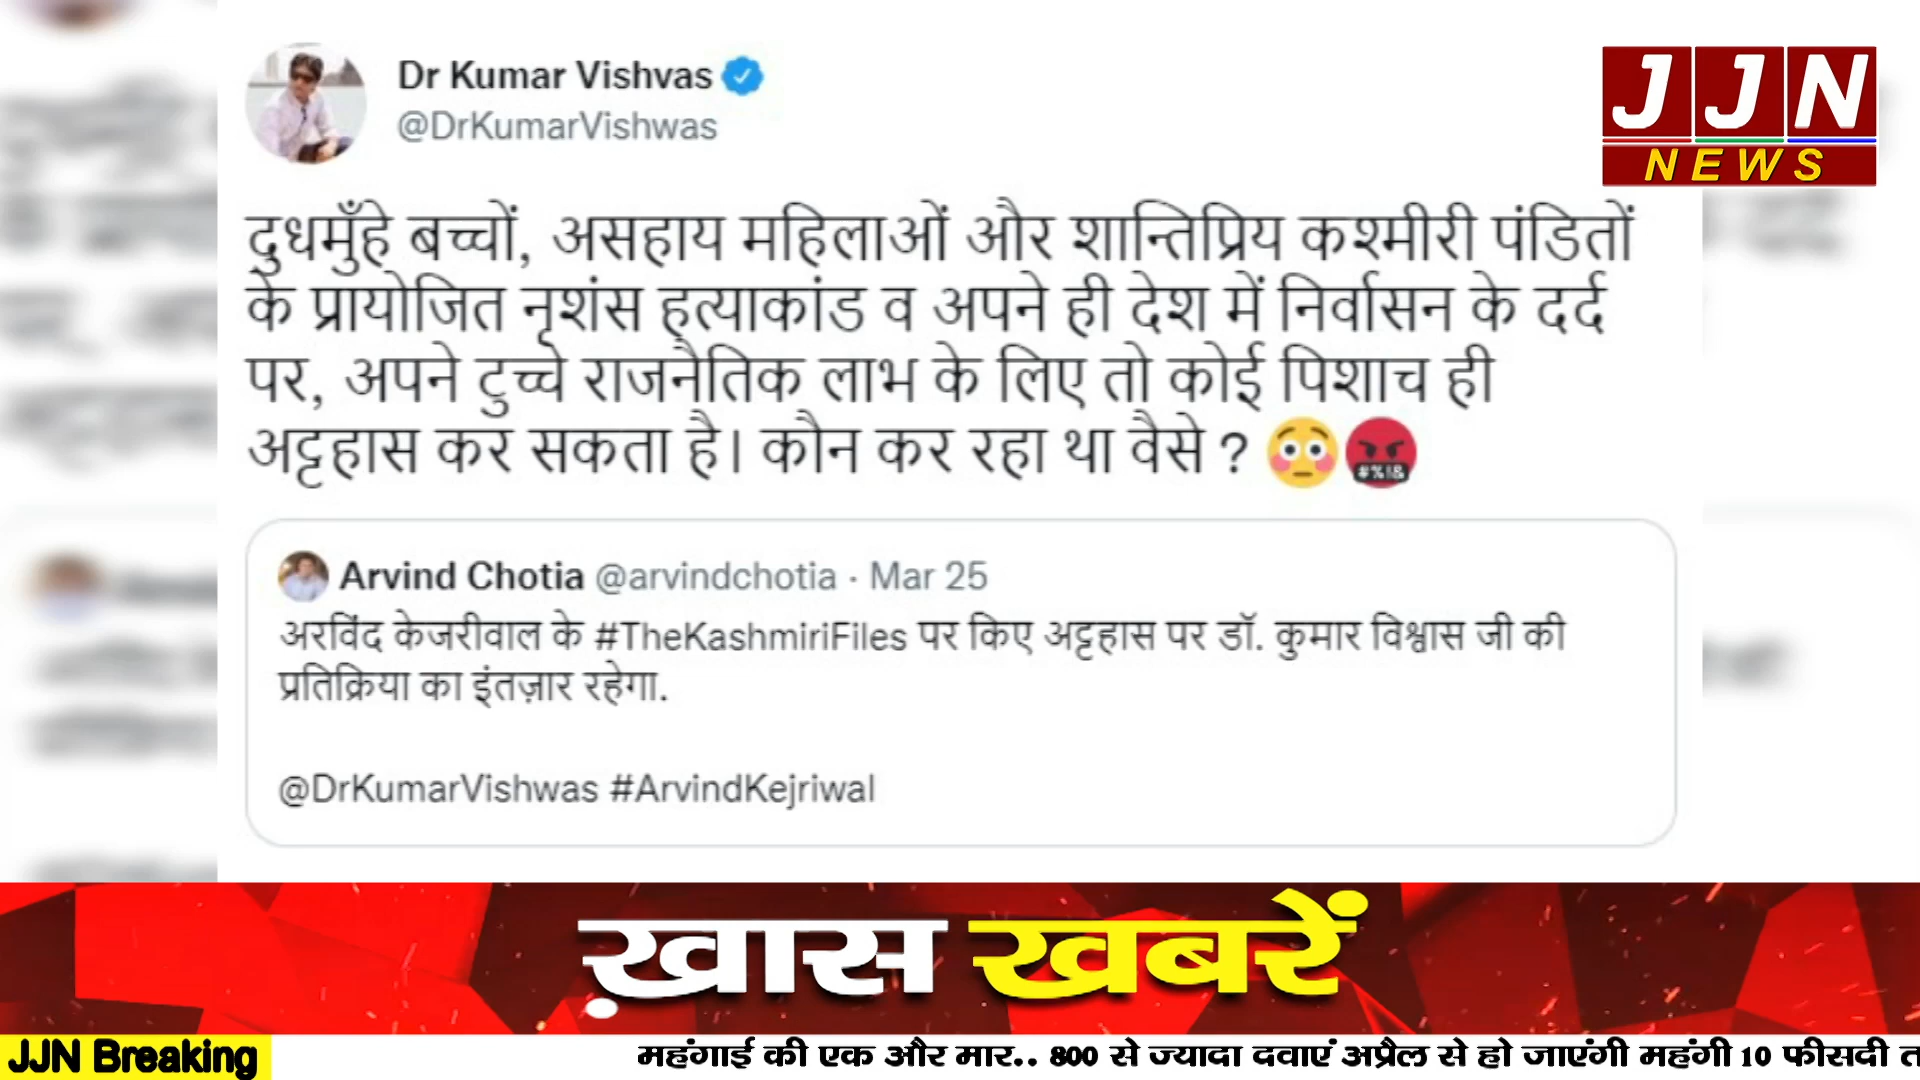 Dr Kumar Vishvas
@DrKumarVishwas
JJN
NEWS
दुधमुँहे बच्चों, असहाय महिलाओं और शान्तिप्रिय कश्मीरी पंडितों
के प्रायोजित नृशंस हत्याकांड व अपने ही देश में निर्वासन के दर्द
पर, अपने टुच्चे राजनैतिक लाभ के लिए तो कोई पिशाच ही
अट्टहास कर सकता है। कौन कर रहा था वैसे ? 😳🤬
Arvind Chotia @arvindchotia · Mar 25
अरविंद केजरीवाल के #TheKashmiriFiles पर किए अट्टहास पर डॉ. कुमार विश्वास जी की
प्रतिक्रिया का इंतज़ार रहेगा.
@DrKumarVishwas #ArvindKejriwal
ख़ास खबरें
JJN Breaking
महंगाई की एक और मार.. 800 से ज्यादा दवाएं अप्रैल से हो जाएंगी महंगी 10 फीसदी त